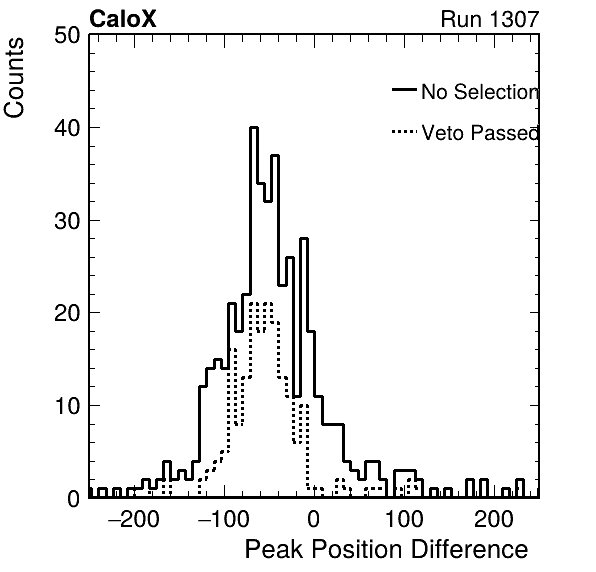 CaloX Run 1307
Counts
50
40
30
20
10
0
No Selection
Veto Passed
−200 −100 0 100 200
Peak Position Difference